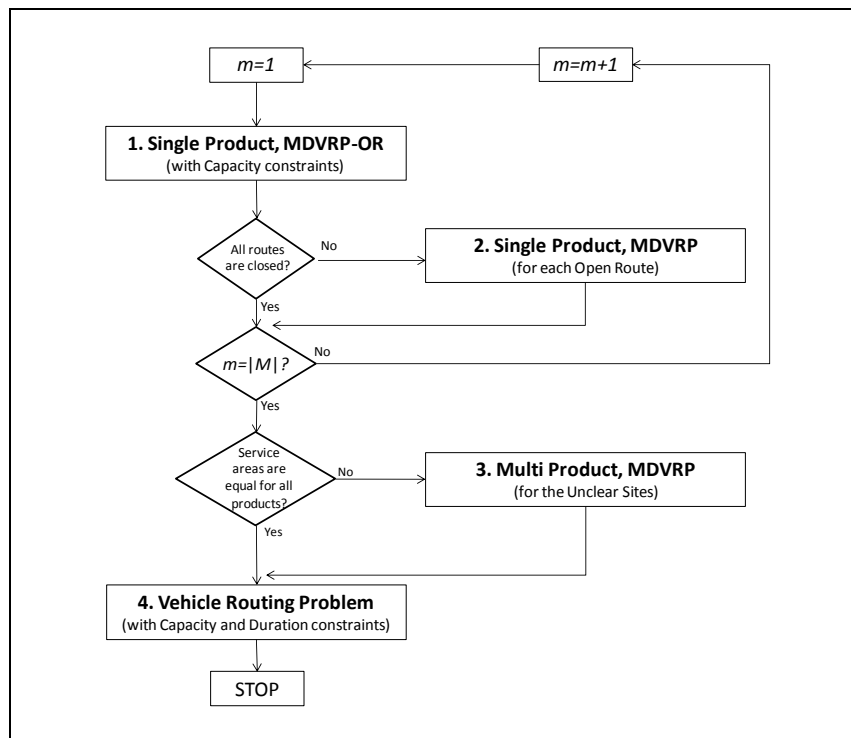 m=1
m=m+1
1. Single Product, MDVRP-OR
(with Capacity constraints)
All routes
are closed?
No
2. Single Product, MDVRP
(for each Open Route)
Yes
m=|M|?
No
Yes
Service
areas are
equal for all
products?
No
3. Multi Product, MDVRP
(for the Unclear Sites)
Yes
4. Vehicle Routing Problem
(with Capacity and Duration constraints)
STOP